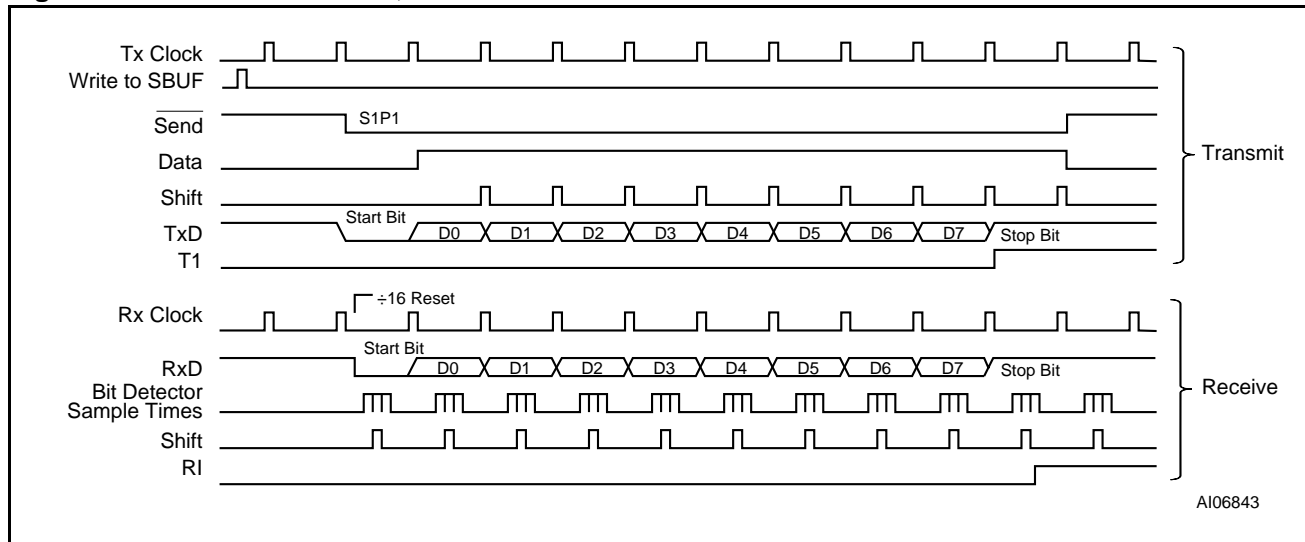 Tx Clock
Write to SBUF
Send
S1P1
Data
Shift
Start Bit
TxD
D0 D1 D2 D3 D4 D5 D6 D7
Stop Bit
T1
Transmit
÷16 Reset
Rx Clock
Start Bit
RxD
D0 D1 D2 D3 D4 D5 D6 D7
Stop Bit
Bit Detector
Sample Times
Shift
RI
Receive
AI06843